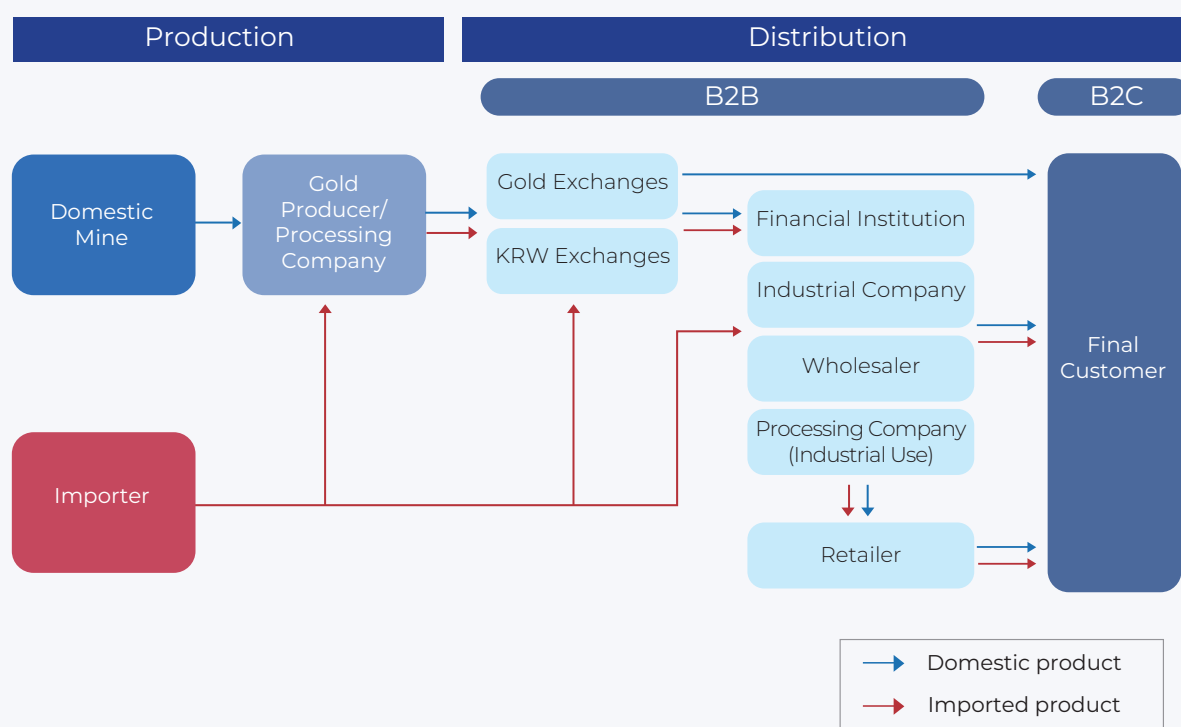 Production
Distribution
B2B
B2C
Domestic
Mine
Gold
Producer/
Processing
Company
Gold Exchanges
KRW Exchanges
Financial Institution
Industrial Company
Wholesaler
Processing Company
(Industrial Use)
Retailer
Final
Customer
Importer
Domestic product
Imported product